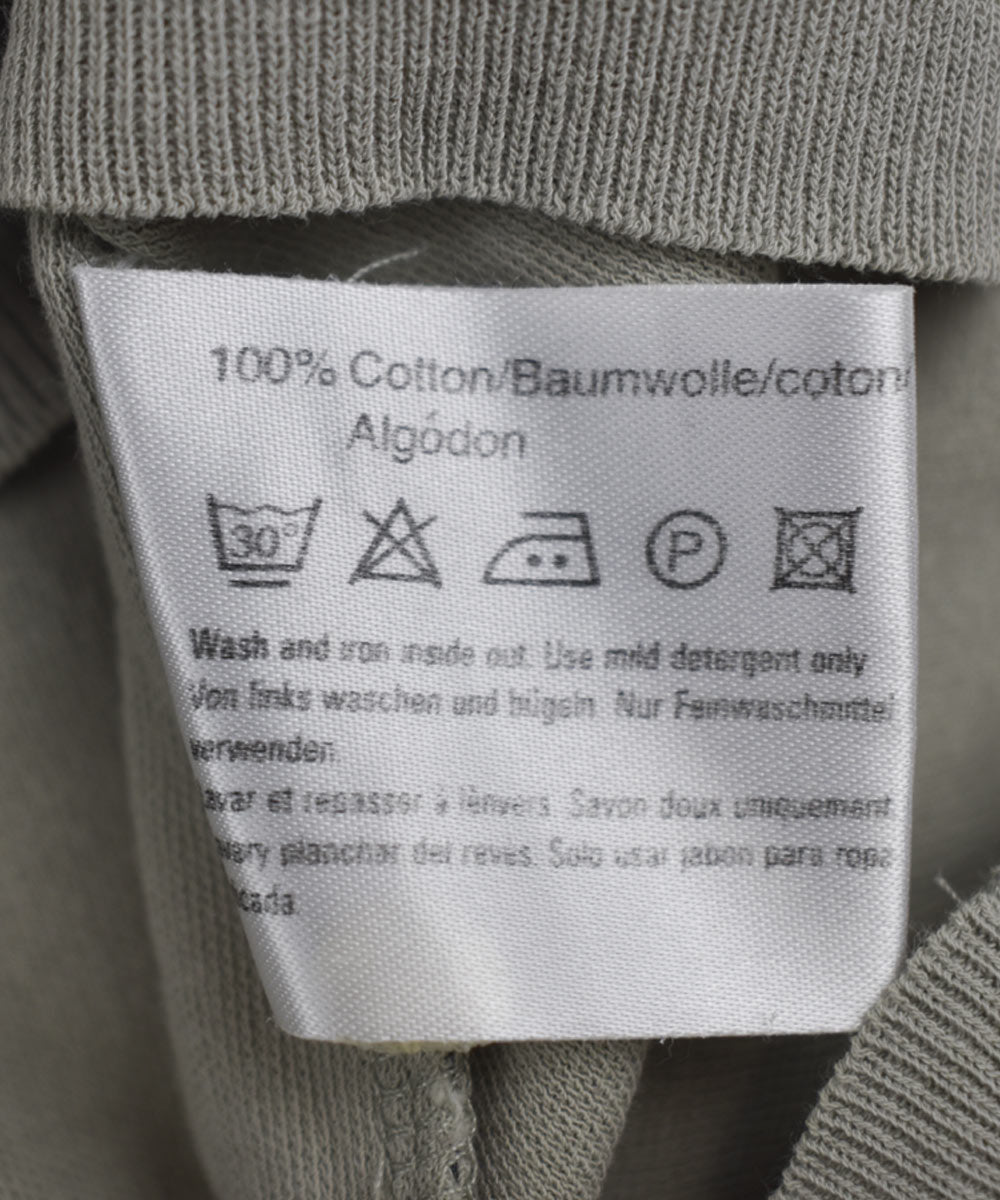 100% Cotton/Baumwolle/coton/
Algódon
30°
P
Wash and iron inside out. Use mild detergent only
Von links waschen und bügeln. Nur Feinwaschmittel
verwenden.
et repasser à lènvers. Savon doux uniquement
planchar del reves. Solo usar jabon para ropa